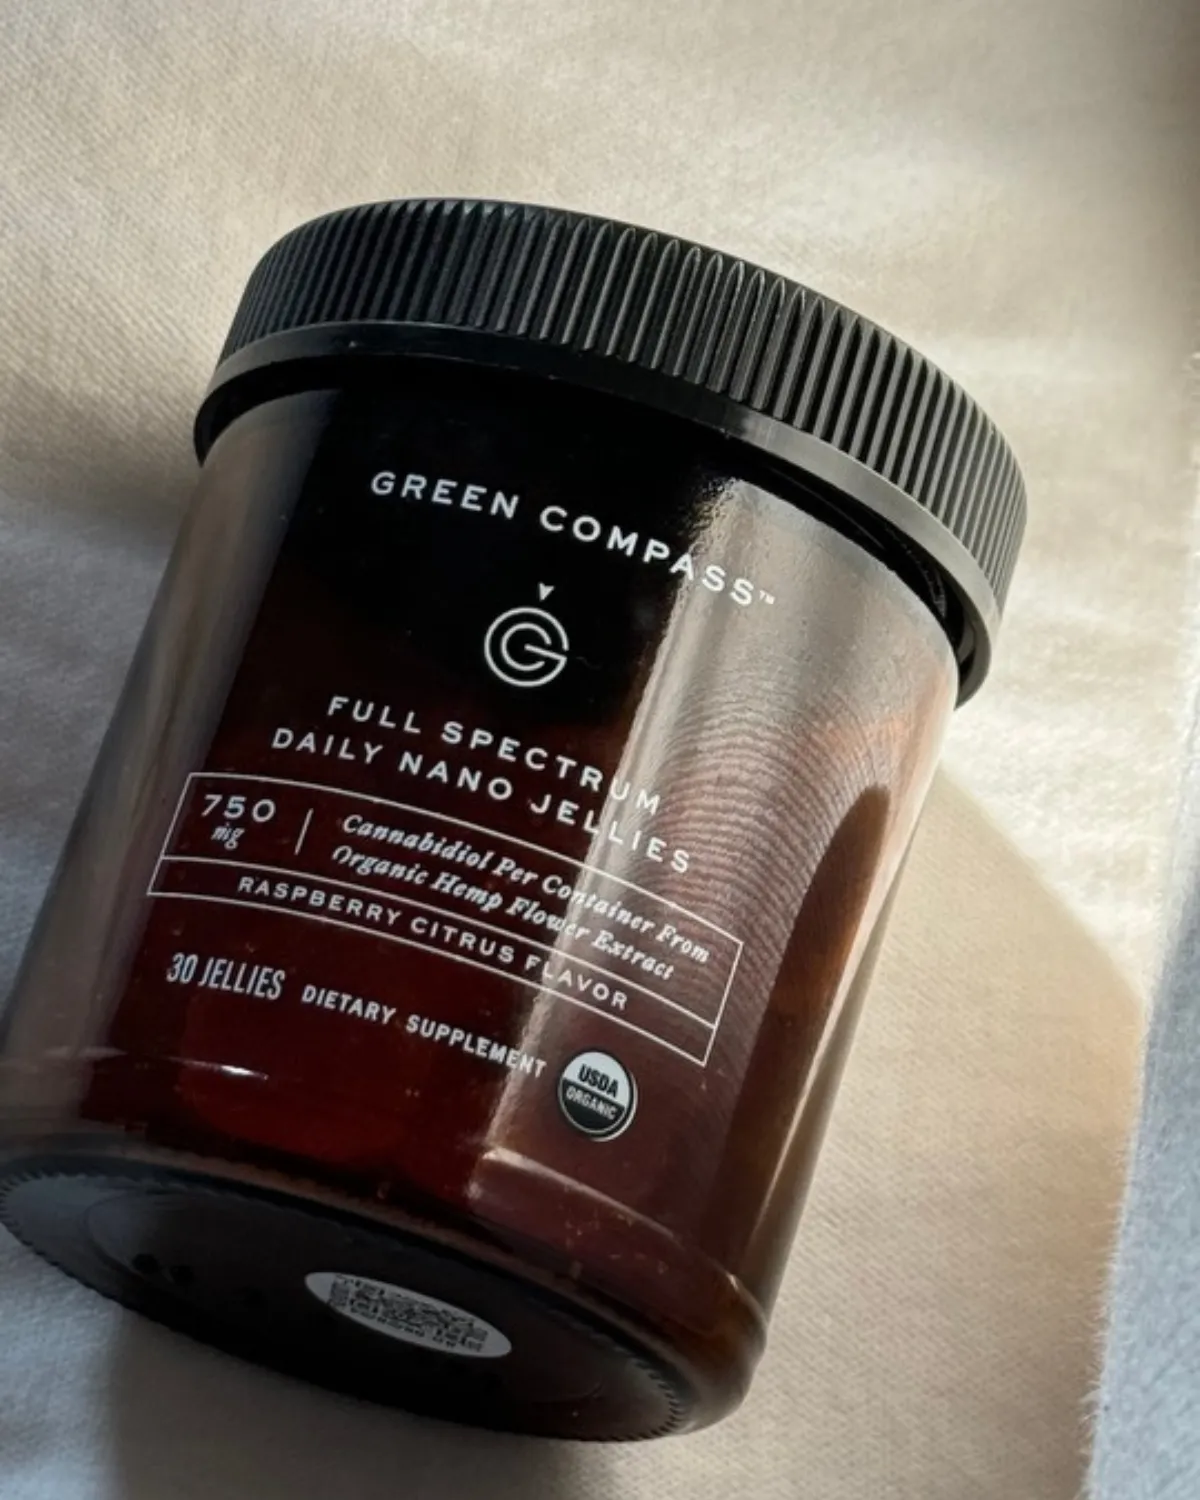 GREEN COMPASS™
FULL SPECTRUM
DAILY NANO JELLIES
750
mg
Cannabidiol Per Container From
Organic Hemp Flower Extract
RASPBERRY CITRUS FLAVOR
30 JELLIES DIETARY SUPPLEMENT
USDA
ORGANIC